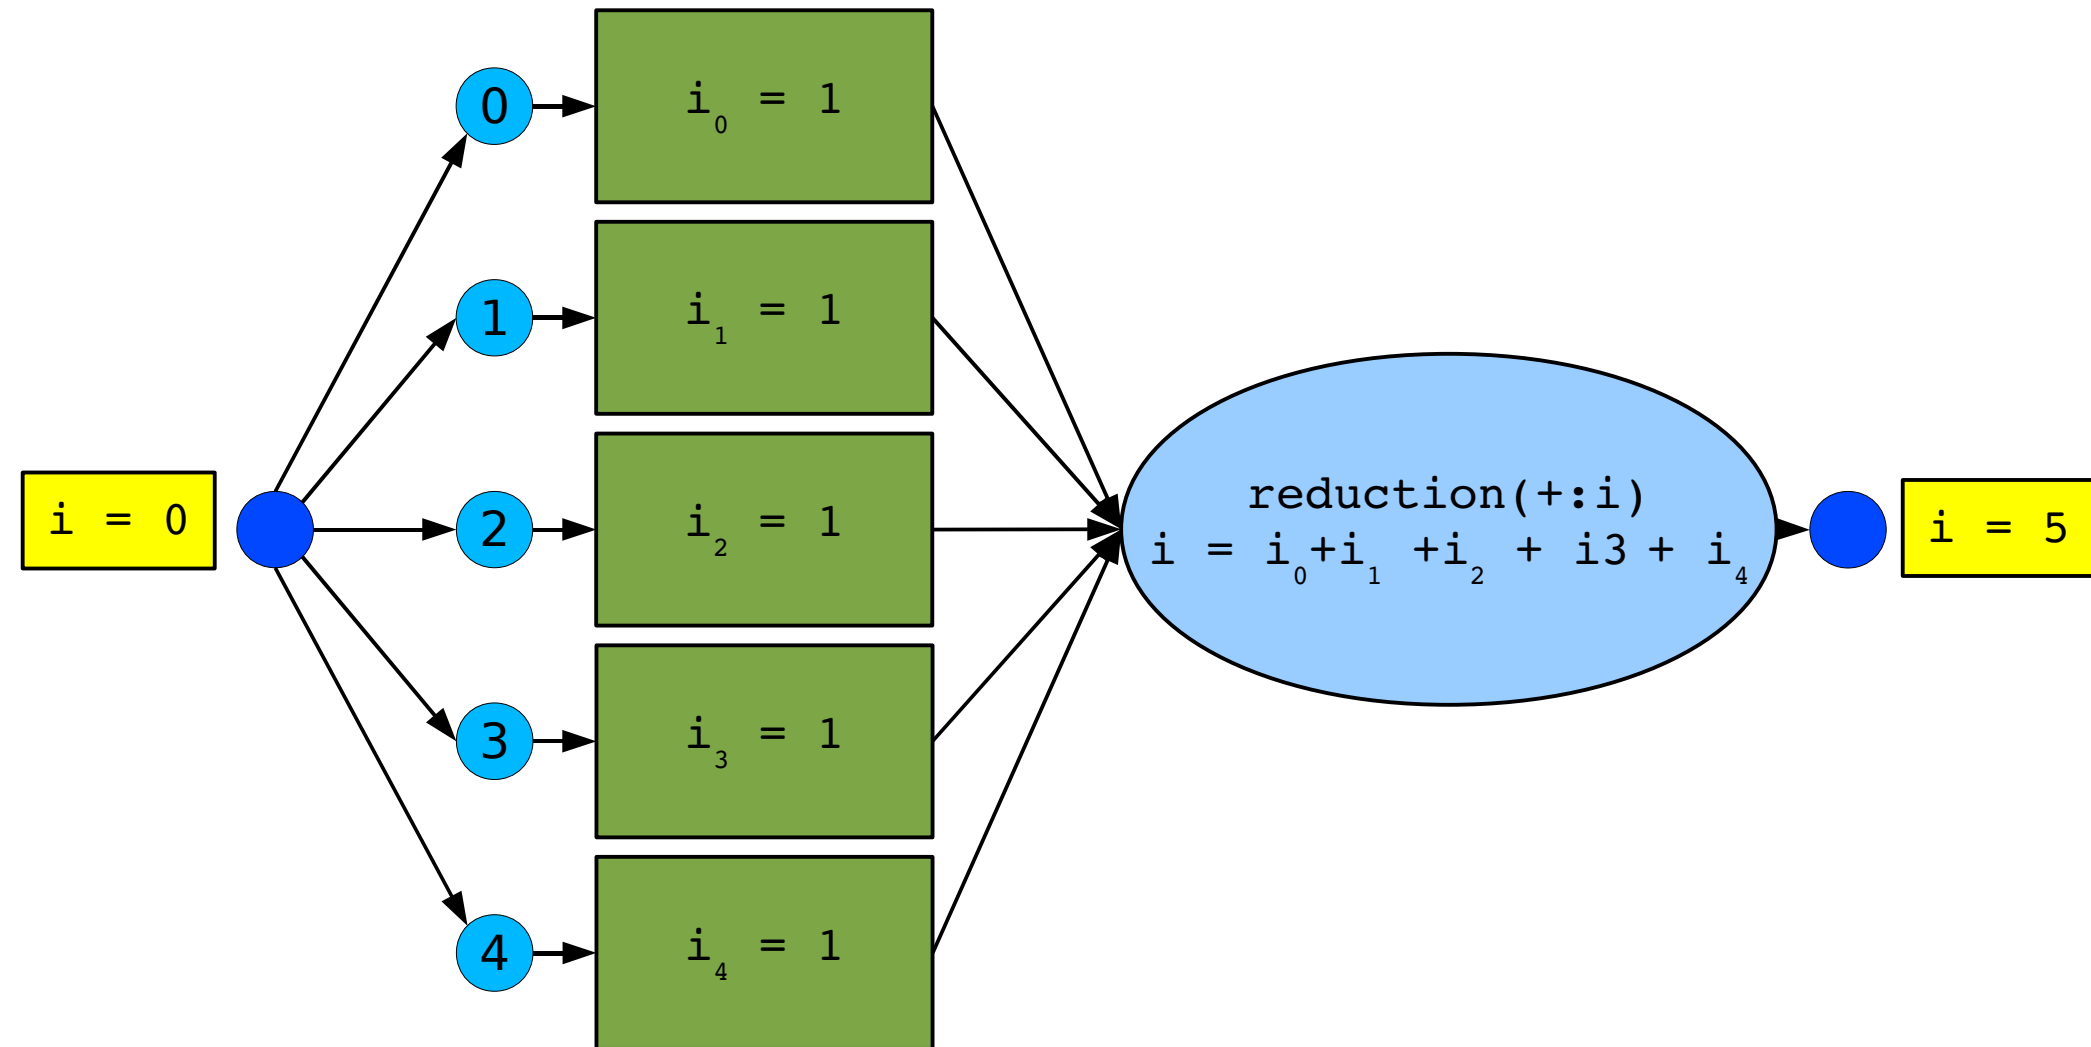 0
i₀ = 1
1
i₁ = 1
i = 0
2
i₂ = 1
reduction(+:i)
i = i₀+i₁ +i₂ + i3 + i₄
i = 5
3
i₃ = 1
4
i₄ = 1